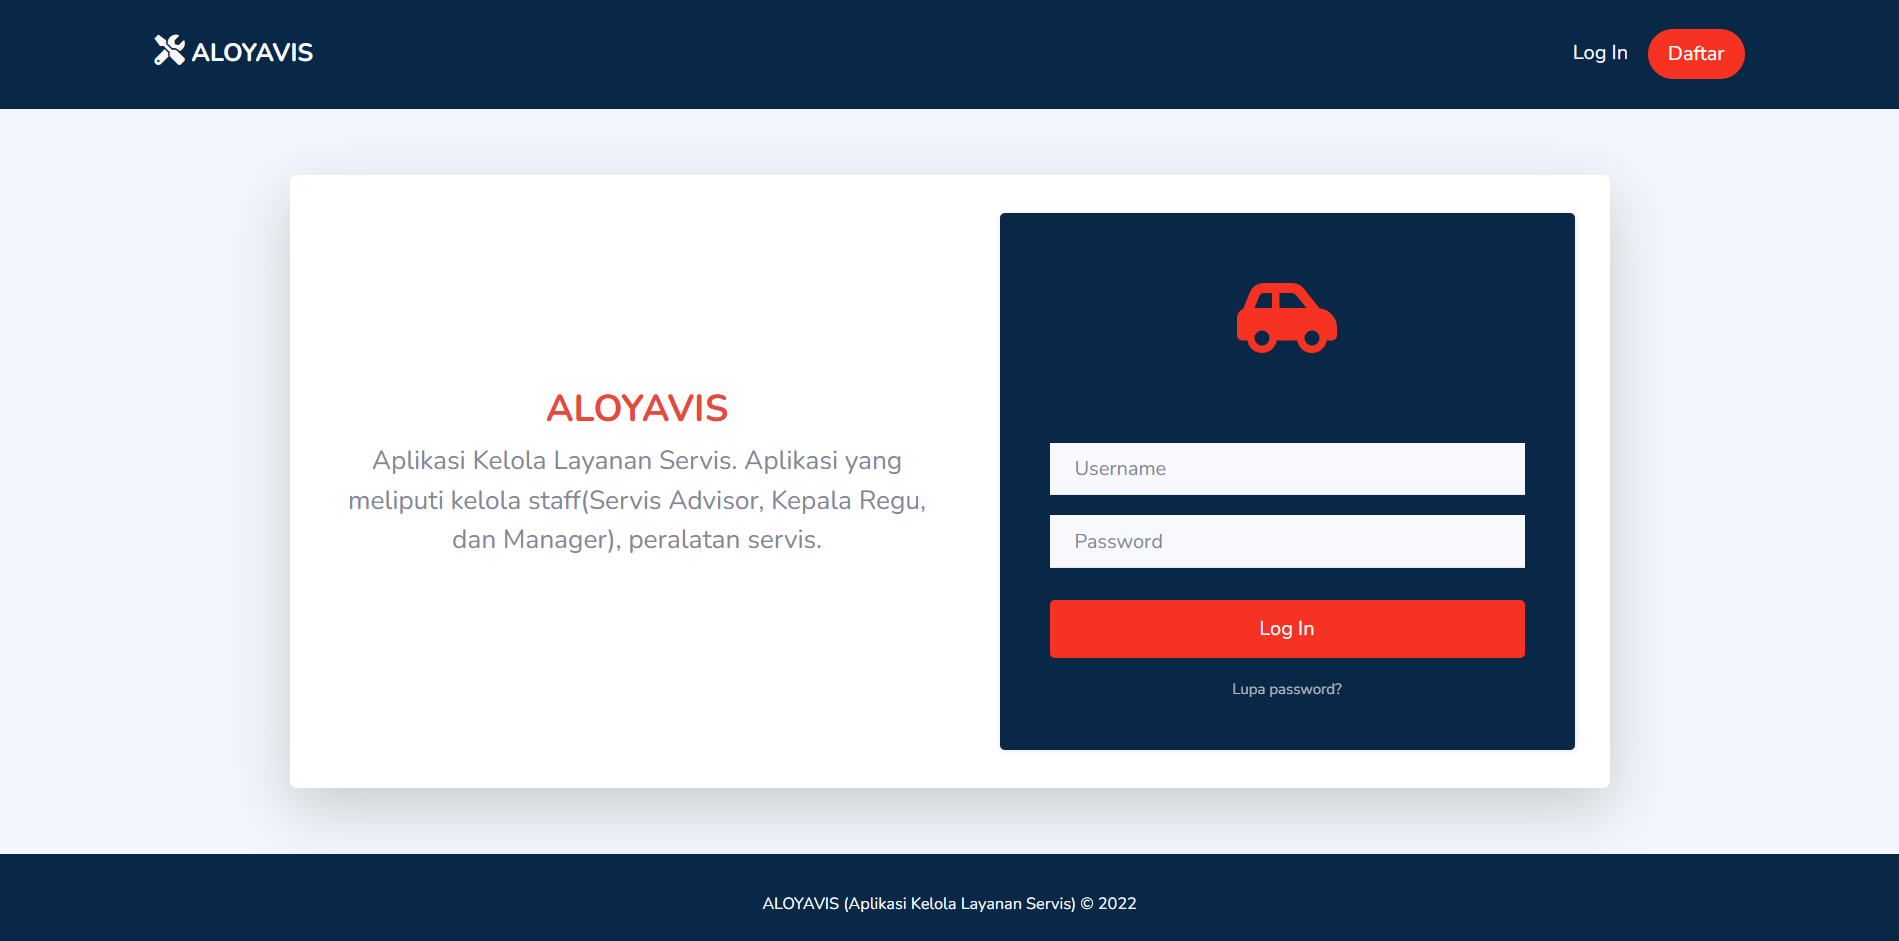 ALOYAVIS
Log In
Daftar
ALOYAVIS
Aplikasi Kelola Layanan Servis. Aplikasi yang
meliputi kelola staff(Servis Advisor, Kepala Regu,
dan Manager), peralatan servis.
Username
Password
Log In
Lupa password?
ALOYAVIS (Aplikasi Kelola Layanan Servis) © 2022